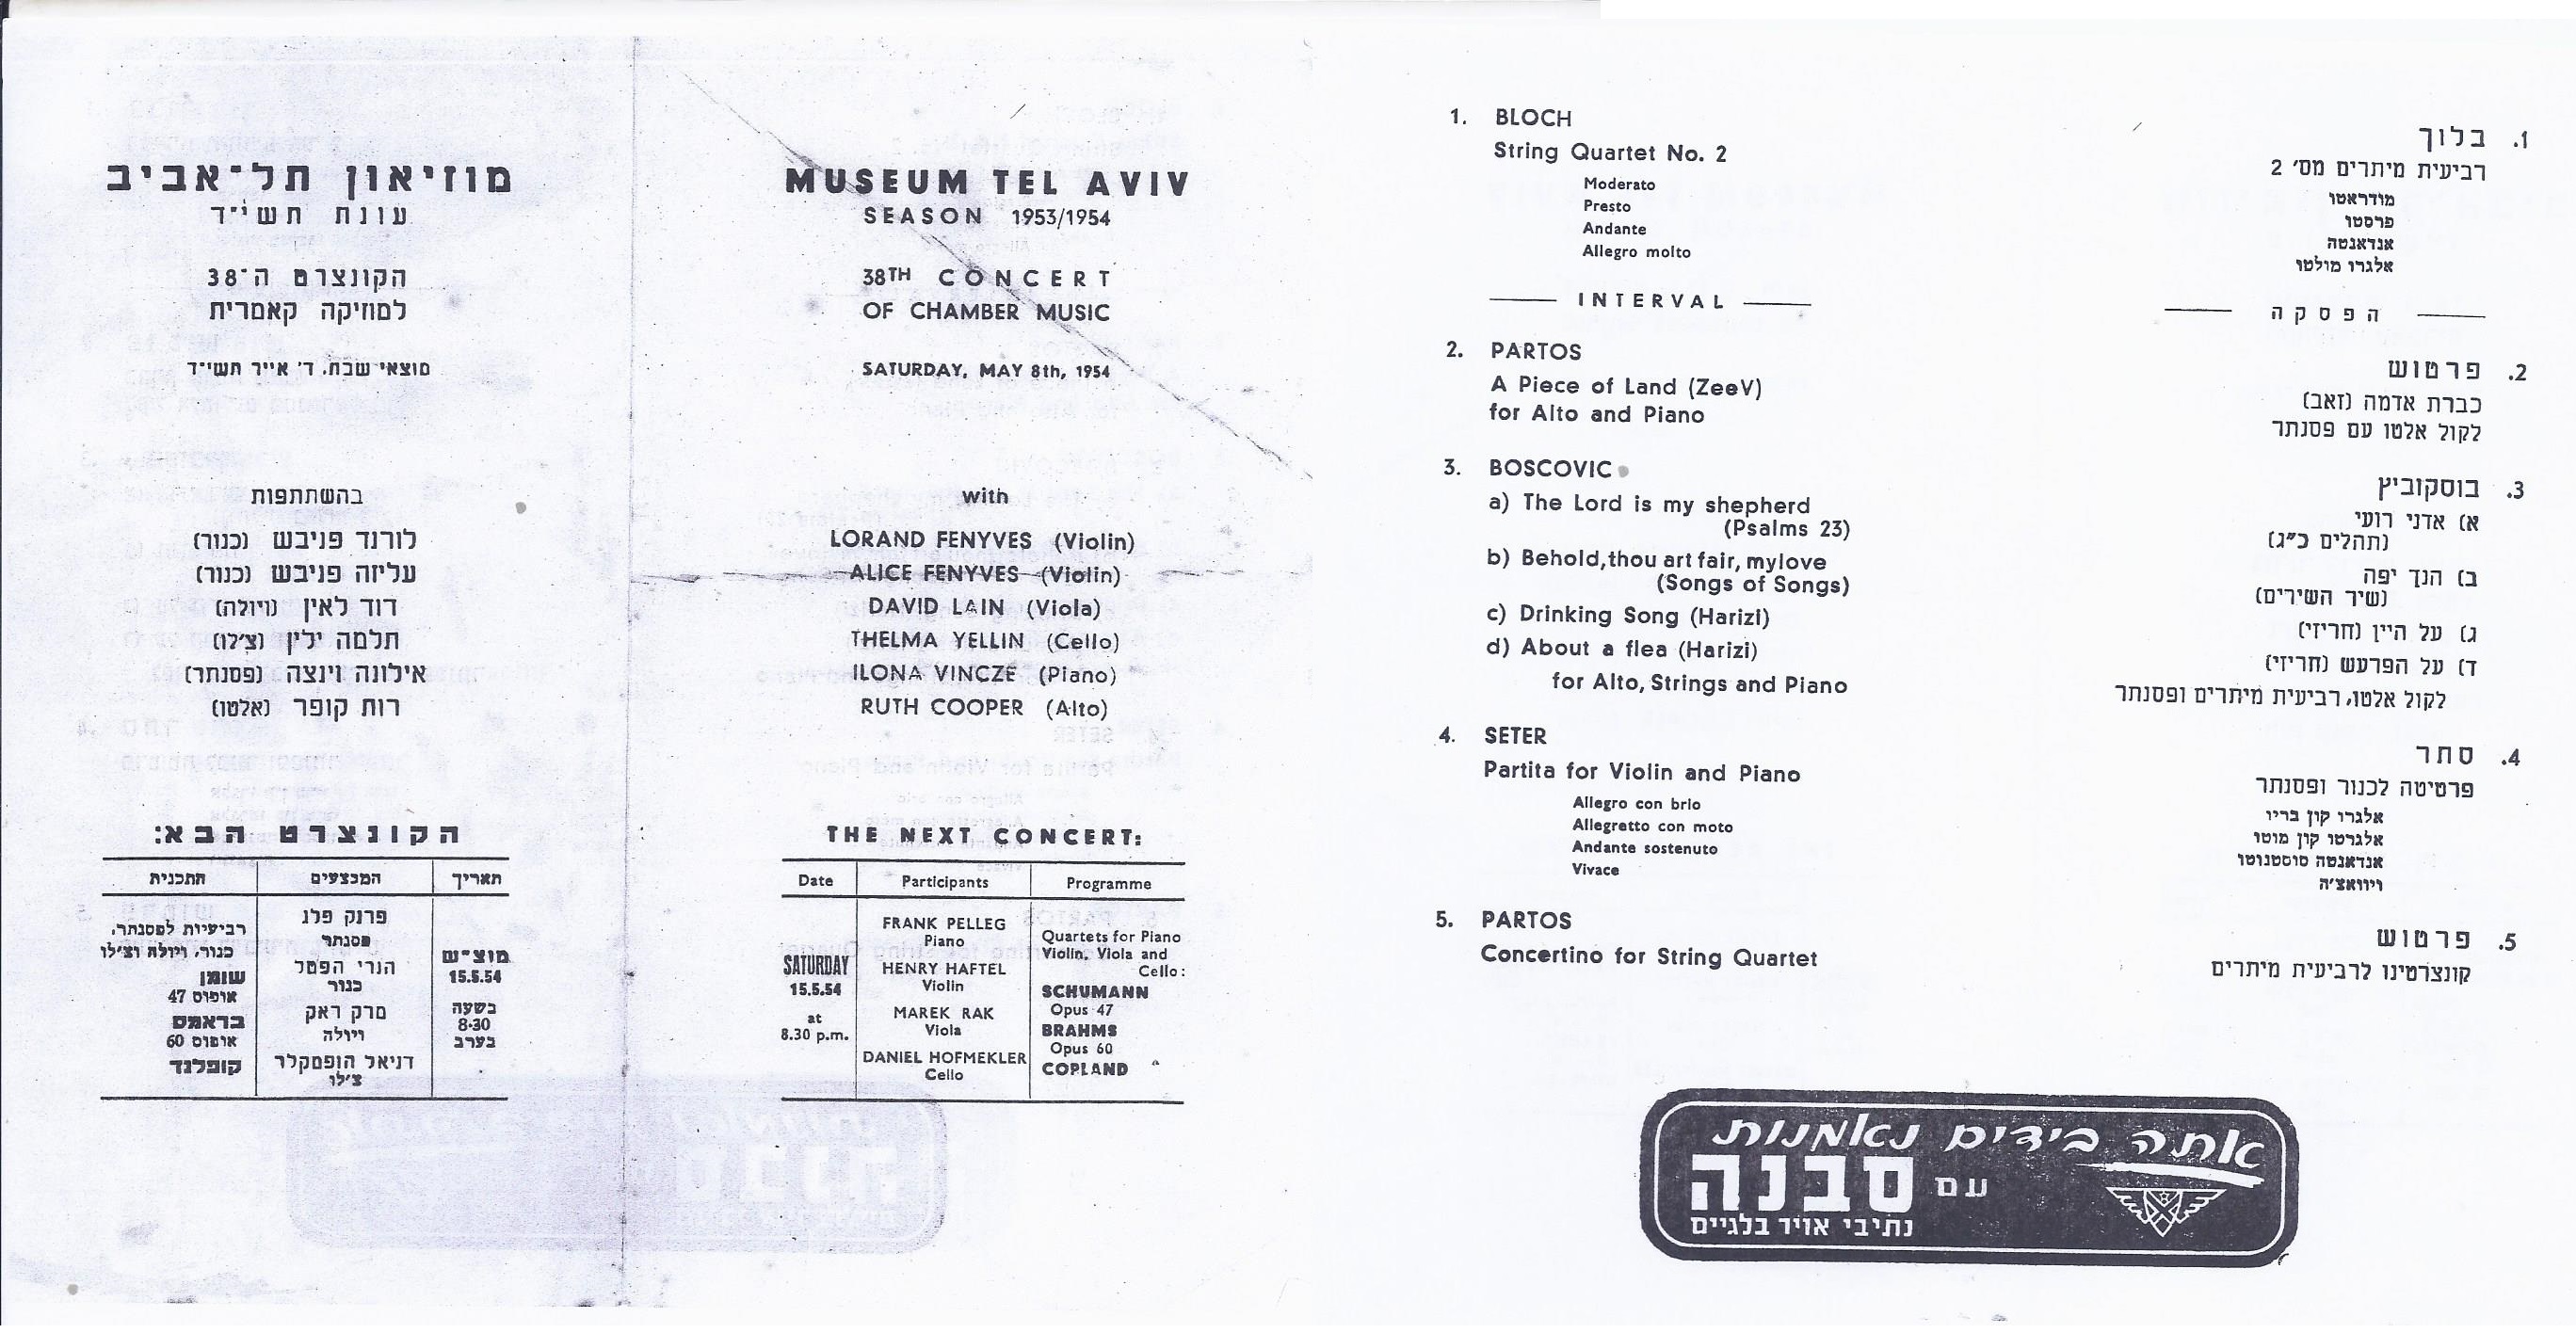 מוזיאון תל־אביב
עונת תשי״ד
הקונצרט ה־38
למוזיקה קאמרית
מוצאי שבת, ד׳ אייר תשי״ד
בהשתתפות
לורנד פניבש (כנור)
עליזה פניבש (כנור)
דוד לאין (ויולה)
תלמה ילין (צ׳לו)
אילונה וינצה (פסנתר)
רות קופר (אלטו)
הקונצרט הבא:
תאריך המבצעים התכנית
מוצ״ש
15.5.54
בשעה
8.30
בערב
פרנק פלג
פסנתר
הנרי הפטל
כנור
מרק ראק
ויולה
דניאל הופמקלר
צ׳לו
רביעיות לפסנתר,
כנור, ויולה וצ׳לו
שומן
אופוס 47
בראמס
אופוס 60
קופלנד
MUSEUM TEL AVIV
SEASON 1953/1954
38TH CONCERT
OF CHAMBER MUSIC
SATURDAY, MAY 8th, 1954
with
LORAND FENYVES (Violin)
ALICE FENYVES (Violin)
DAVID LAIN (Viola)
THELMA YELLIN (Cello)
ILONA VINCZE (Piano)
RUTH COOPER (Alto)
THE NEXT CONCERT:
Date Participants Programme
SATURDAY
15.5.54
at
8.30 p.m.
FRANK PELLEG
Piano
HENRY HAFTEL
Violin
MAREK RAK
Viola
DANIEL HOFMEKLER
Cello
Quartets for Piano
Violin, Viola and
Cello:
SCHUMANN
Opus 47
BRAHMS
Opus 60
COPLAND
1. BLOCH
String Quartet No. 2
Moderato
Presto
Andante
Allegro molto
INTERVAL
2. PARTOS
A Piece of Land (ZeeV)
for Alto and Piano
3. BOSCOVIC
a) The Lord is my shepherd
(Psalms 23)
b) Behold, thou art fair, mylove
(Songs of Songs)
c) Drinking Song (Harizi)
d) About a flea (Harizi)
for Alto, Strings and Piano
4. SETER
Partita for Violin and Piano
Allegro con brio
Allegretto con moto
Andante sostenuto
Vivace
5. PARTOS
Concertino for String Quartet
1. בלוך
רביעית מיתרים מס׳ 2
מודראטו
פרסטו
אנדאנטה
אלגרו מולטו
הפסקה
2. פרטוש
כברת אדמה (זאב)
לקול אלטו עם פסנתר
3. בוסקוביץ
א) אדני רועי
(תהלים כ״ג)
ב) הנך יפה
(שיר השירים)
ג) על היין (חריזי)
ד) על הפרעש (חריזי)
לקול אלטו, רביעית מיתרים ופסנתר
4. סתר
פרטיטה לכנור ופסנתר
אלגרו קון בריו
אלגרטו קון מוטו
אנדאנטה סוסטנוטו
ויוואצ׳ה
5. פרטוש
קונצרטינו לרביעית מיתרים
אתה בידים נאמנות
עם סבנה
נתיבי אויר בלגיים